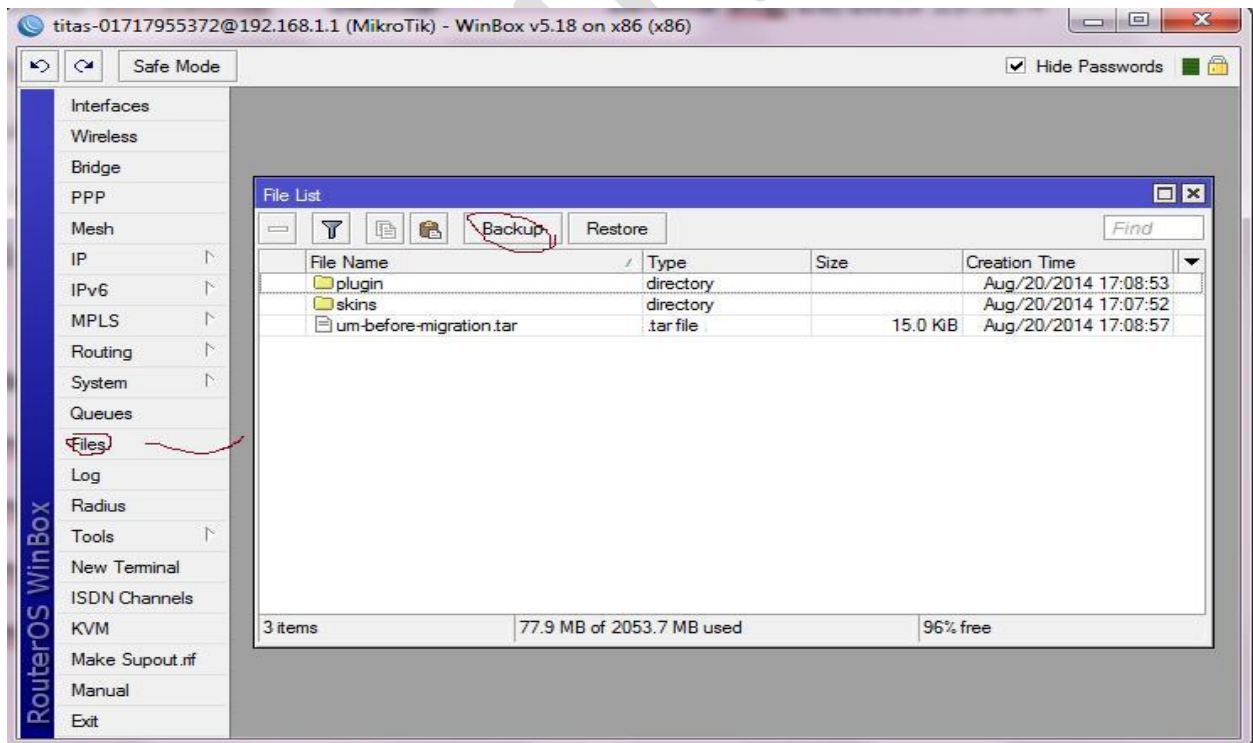 titas-01717955372@192.168.1.1 (MikroTik) - WinBox v5.18 on x86 (x86)
Safe Mode
Hide Passwords
Interfaces
Wireless
Bridge
PPP
Mesh
IP
IPv6
MPLS
Routing
System
Queues
Files
Log
Radius
Tools
New Terminal
ISDN Channels
KVM
Make Supout.rif
Manual
Exit
RouterOS WinBox
File List
Backup Restore Find
File Name Type Size Creation Time
plugin directory Aug/20/2014 17:08:53
skins directory Aug/20/2014 17:07:52
um-before-migration.tar .tar file 15.0 KiB Aug/20/2014 17:08:57
3 items 77.9 MB of 2053.7 MB used 96% free